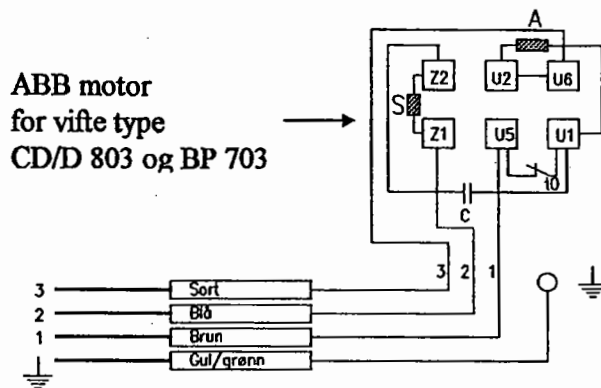 A
Z2 U2 U6
S
Z1 U5 U1
tö
C
ABB motor
for vifte type
CD/D 803 og BP 703
3 2 1
3 Sort
2 Blå
1 Brun
Gul/grønn